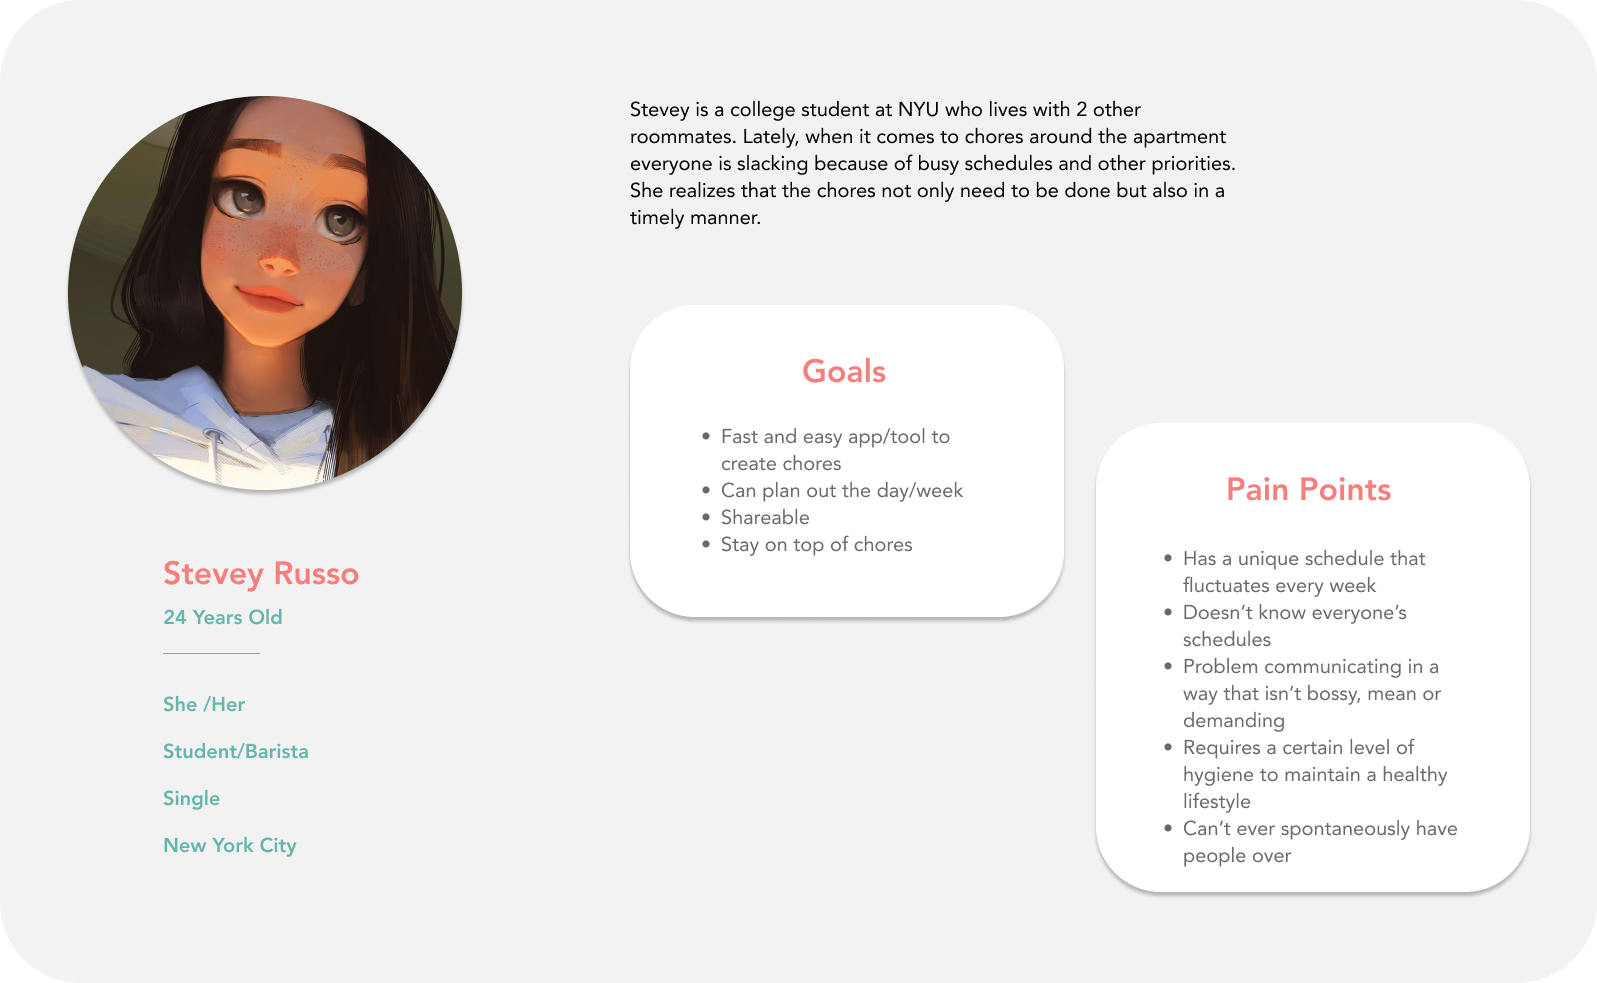 Stevey is a college student at NYU who lives with 2 other
roommates. Lately, when it comes to chores around the apartment
everyone is slacking because of busy schedules and other priorities.
She realizes that the chores not only need to be done but also in a
timely manner.
Stevey Russo
24 Years Old
She /Her
Student/Barista
Single
New York City
Goals
• Fast and easy app/tool to
create chores
• Can plan out the day/week
• Shareable
• Stay on top of chores
Pain Points
• Has a unique schedule that
fluctuates every week
• Doesn’t know everyone’s
schedules
• Problem communicating in a
way that isn’t bossy, mean or
demanding
• Requires a certain level of
hygiene to maintain a healthy
lifestyle
• Can’t ever spontaneously have
people over